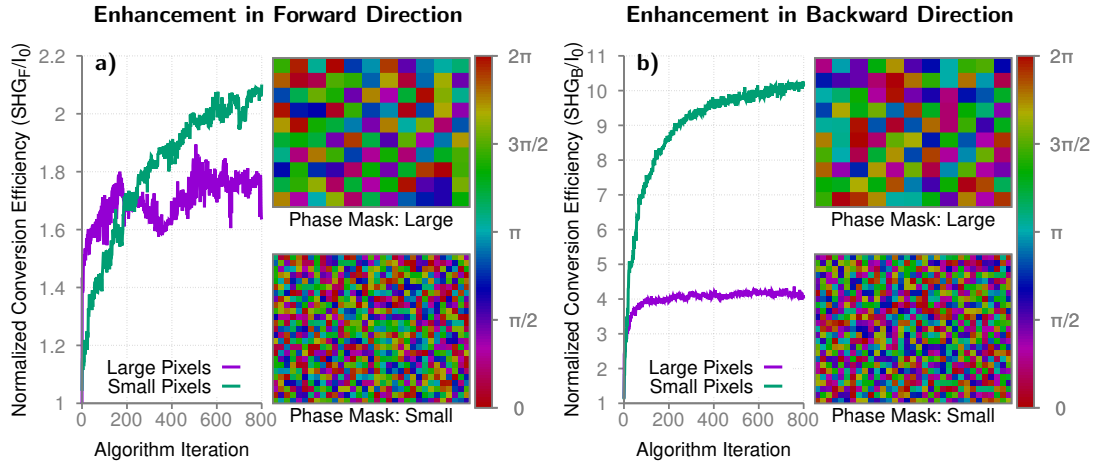 Enhancement in Forward Direction
Enhancement in Backward Direction
a)
Normalized Conversion Efficiency (SHG_F/I_0)
2.2
2
1.8
1.6
1.4
1.2
1
0
200
400
600
800
Large Pixels
Small Pixels
Algorithm Iteration
Phase Mask: Large
Phase Mask: Small
2π
3π/2
π
π/2
0
b)
Normalized Conversion Efficiency (SHG_B/I_0)
11
10
9
8
7
6
5
4
3
2
1
0
200
400
600
800
Large Pixels
Small Pixels
Algorithm Iteration
Phase Mask: Large
Phase Mask: Small
2π
3π/2
π
π/2
0